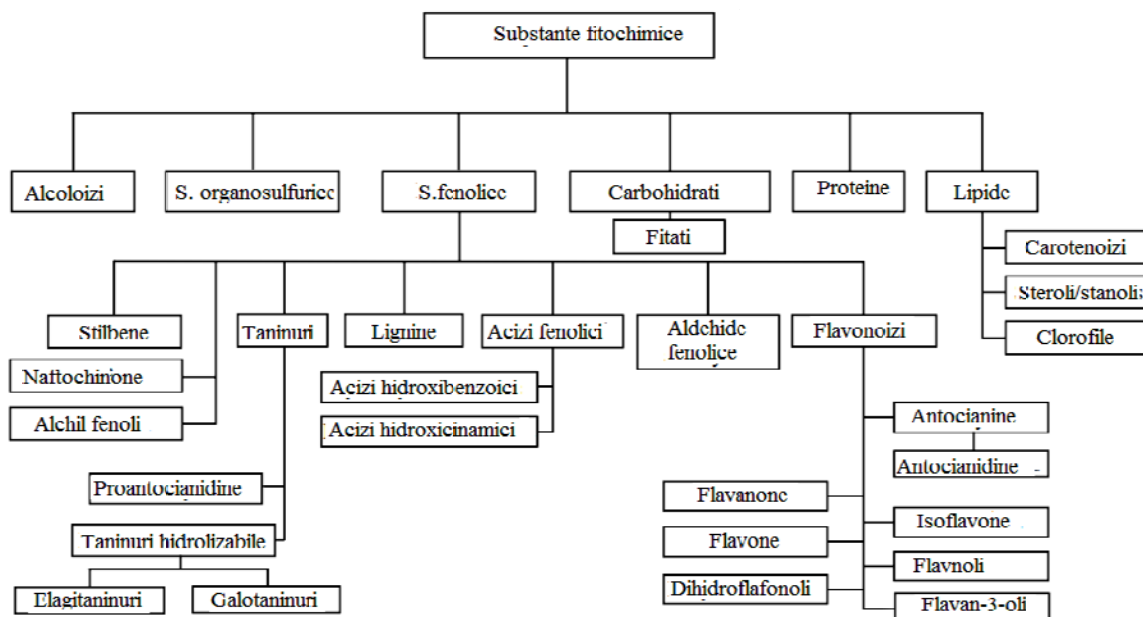 Substante fitochimice
Alcoloizi
S. organosulfurice
S.fenolice
Carbohidrati
Proteine
Lipide
Fitati
Carotenoizi
Steroli/stanoli
Clorofile
Stilbene
Taninuri
Lignine
Acizi fenolici
Aldehide
fenolice
Flavonoizi
Naftochinone
Alchil fenoli
Acizi hidroxibenzoici
Acizi hidroxicinamici
Antocianine
Antocianidine -
Proantocianidine
Taninuri hidrolizabile
Elagitaninuri
Galotaninuri
Flavanone
Flavone
Dihidroflafonoli
Isoflavone
Flavnoli
Flavan-3-oli